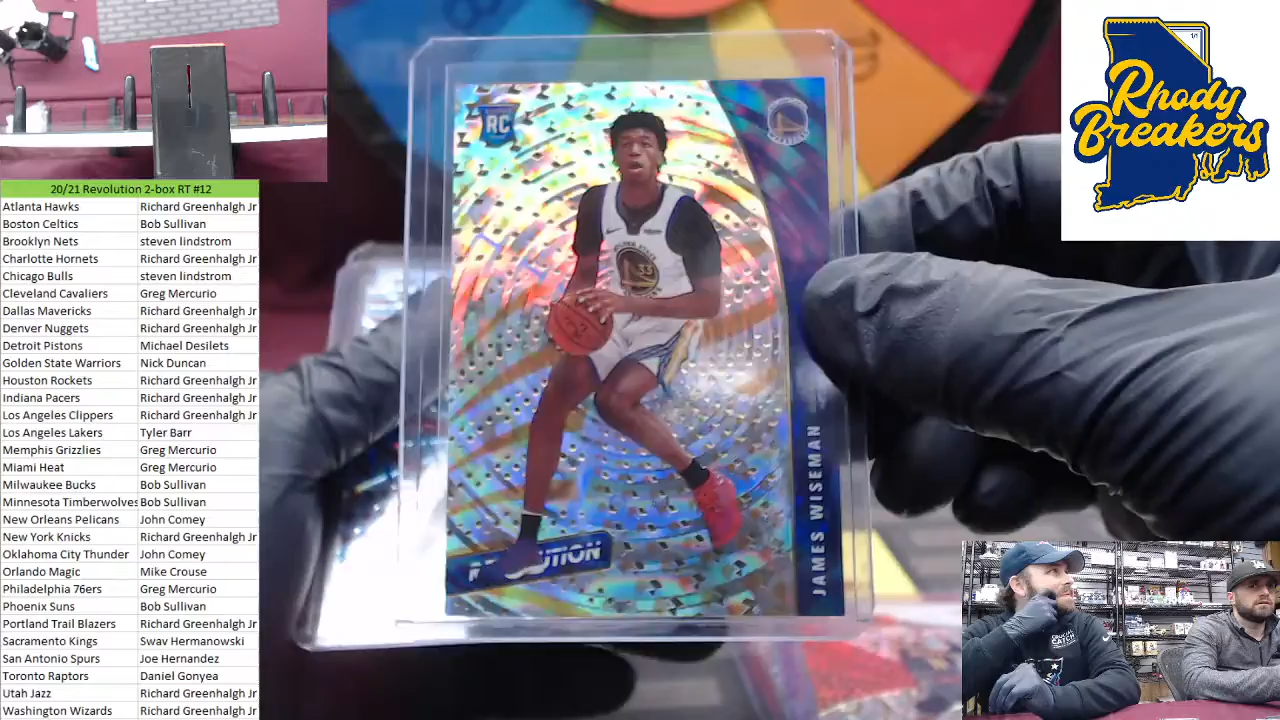 20/21 Revolution 2-box RT #12
Atlanta Hawks Richard Greenhalgh Jr
Boston Celtics Bob Sullivan
Brooklyn Nets steven lindstrom
Charlotte Hornets Richard Greenhalgh Jr
Chicago Bulls steven lindstrom
Cleveland Cavaliers Greg Mercurio
Dallas Mavericks Richard Greenhalgh Jr
Denver Nuggets Richard Greenhalgh Jr
Detroit Pistons Michael Desilets
Golden State Warriors Nick Duncan
Houston Rockets Richard Greenhalgh Jr
Indiana Pacers Richard Greenhalgh Jr
Los Angeles Clippers Richard Greenhalgh Jr
Los Angeles Lakers Tyler Barr
Memphis Grizzlies Greg Mercurio
Miami Heat Greg Mercurio
Milwaukee Bucks Bob Sullivan
Minnesota Timberwolves Bob Sullivan
New Orleans Pelicans John Comey
New York Knicks Richard Greenhalgh Jr
Oklahoma City Thunder John Comey
Orlando Magic Mike Crouse
Philadelphia 76ers Greg Mercurio
Phoenix Suns Bob Sullivan
Portland Trail Blazers Richard Greenhalgh Jr
Sacramento Kings Swav Hermanowski
San Antonio Spurs Joe Hernandez
Toronto Raptors Daniel Gonyea
Utah Jazz Richard Greenhalgh Jr
Washington Wizards Richard Greenhalgh Jr
RC
33
JAMES WISEMAN
1/1
Rhody
Breakers